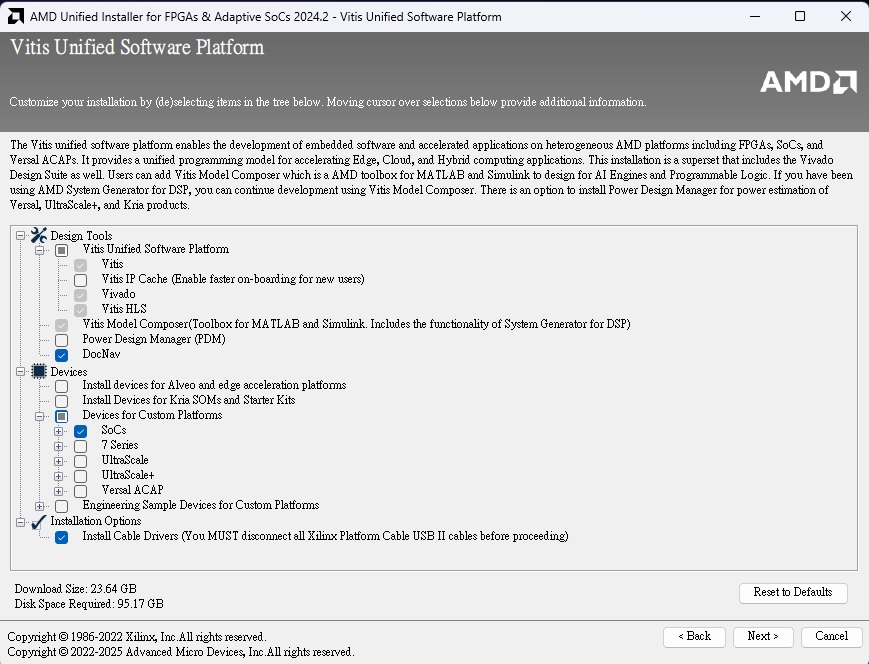 AMD Unified Installer for FPGAs & Adaptive SoCs 2024.2 - Vitis Unified Software Platform
Vitis Unified Software Platform
AMD
Customize your installation by (de)selecting items in the tree below. Moving cursor over selections below provide additional information.
The Vitis unified software platform enables the development of embedded software and accelerated applications on heterogeneous AMD platforms including FPGAs, SoCs, and
Versal ACAPs. It provides a unified programming model for accelerating Edge, Cloud, and Hybrid computing applications. This installation is a superset that includes the Vivado
Design Suite as well. Users can add Vitis Model Composer which is a AMD toolbox for MATLAB and Simulink to design for AI Engines and Programmable Logic. If you have been
using AMD System Generator for DSP, you can continue development using Vitis Model Composer. There is an option to install Power Design Manager for power estimation of
Versal, UltraScale+, and Kria products.
Design Tools
Vitis Unified Software Platform
Vitis
Vitis IP Cache (Enable faster on-boarding for new users)
Vivado
Vitis HLS
Vitis Model Composer(Toolbox for MATLAB and Simulink. Includes the functionality of System Generator for DSP)
Power Design Manager (PDM)
DocNav
Devices
Install devices for Alveo and edge acceleration platforms
Install Devices for Kria SOMs and Starter Kits
Devices for Custom Platforms
SoCs
7 Series
UltraScale
UltraScale+
Versal ACAP
Engineering Sample Devices for Custom Platforms
Installation Options
Install Cable Drivers (You MUST disconnect all Xilinx Platform Cable USB II cables before proceeding)
Download Size: 23.64 GB
Disk Space Required: 95.17 GB
Reset to Defaults
Copyright © 1986-2022 Xilinx, Inc.All rights reserved.
Copyright © 2022-2025 Advanced Micro Devices, Inc.All rights reserved.
< Back
Next >
Cancel